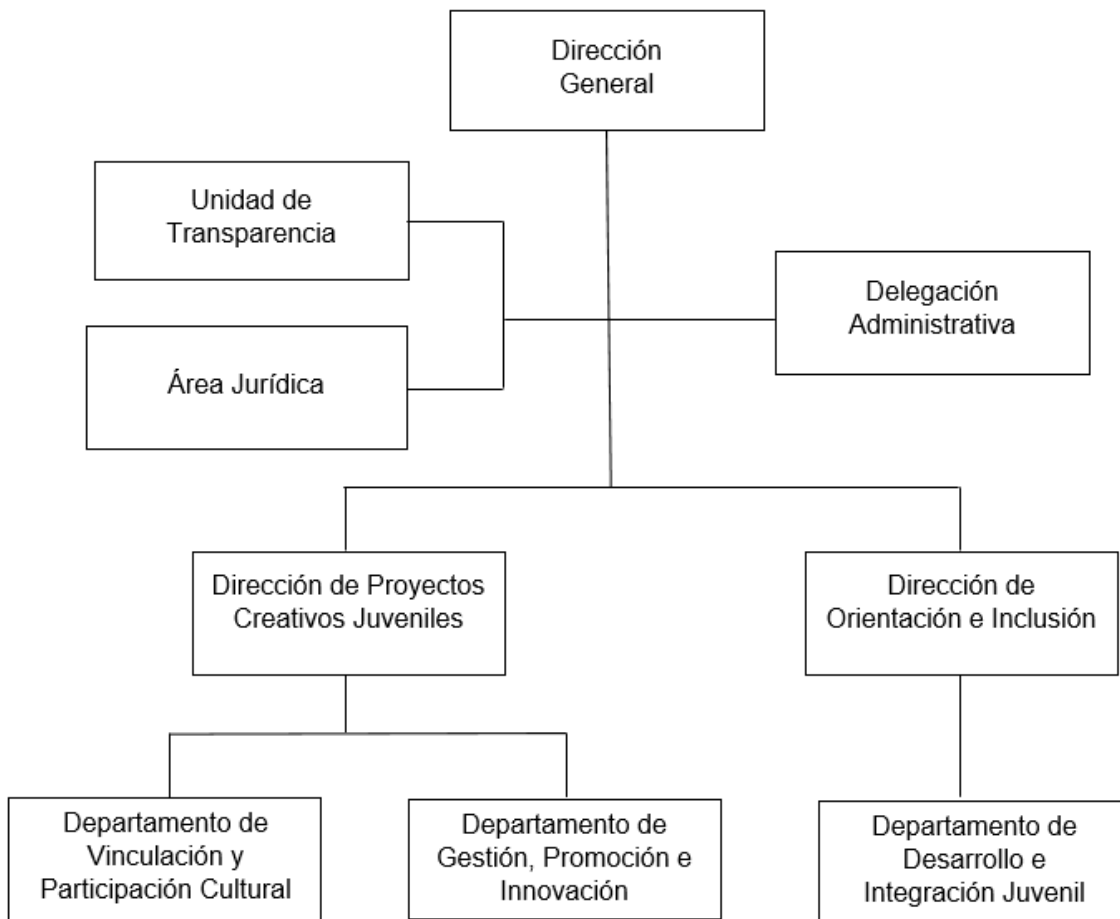 Dirección
General
Unidad de
Transparencia
Delegación
Administrativa
Área Jurídica
Dirección de Proyectos
Creativos Juveniles
Dirección de
Orientación e Inclusión
Departamento de
Vinculación y
Participación Cultural
Departamento de
Gestión, Promoción e
Innovación
Departamento de
Desarrollo e
Integración Juvenil